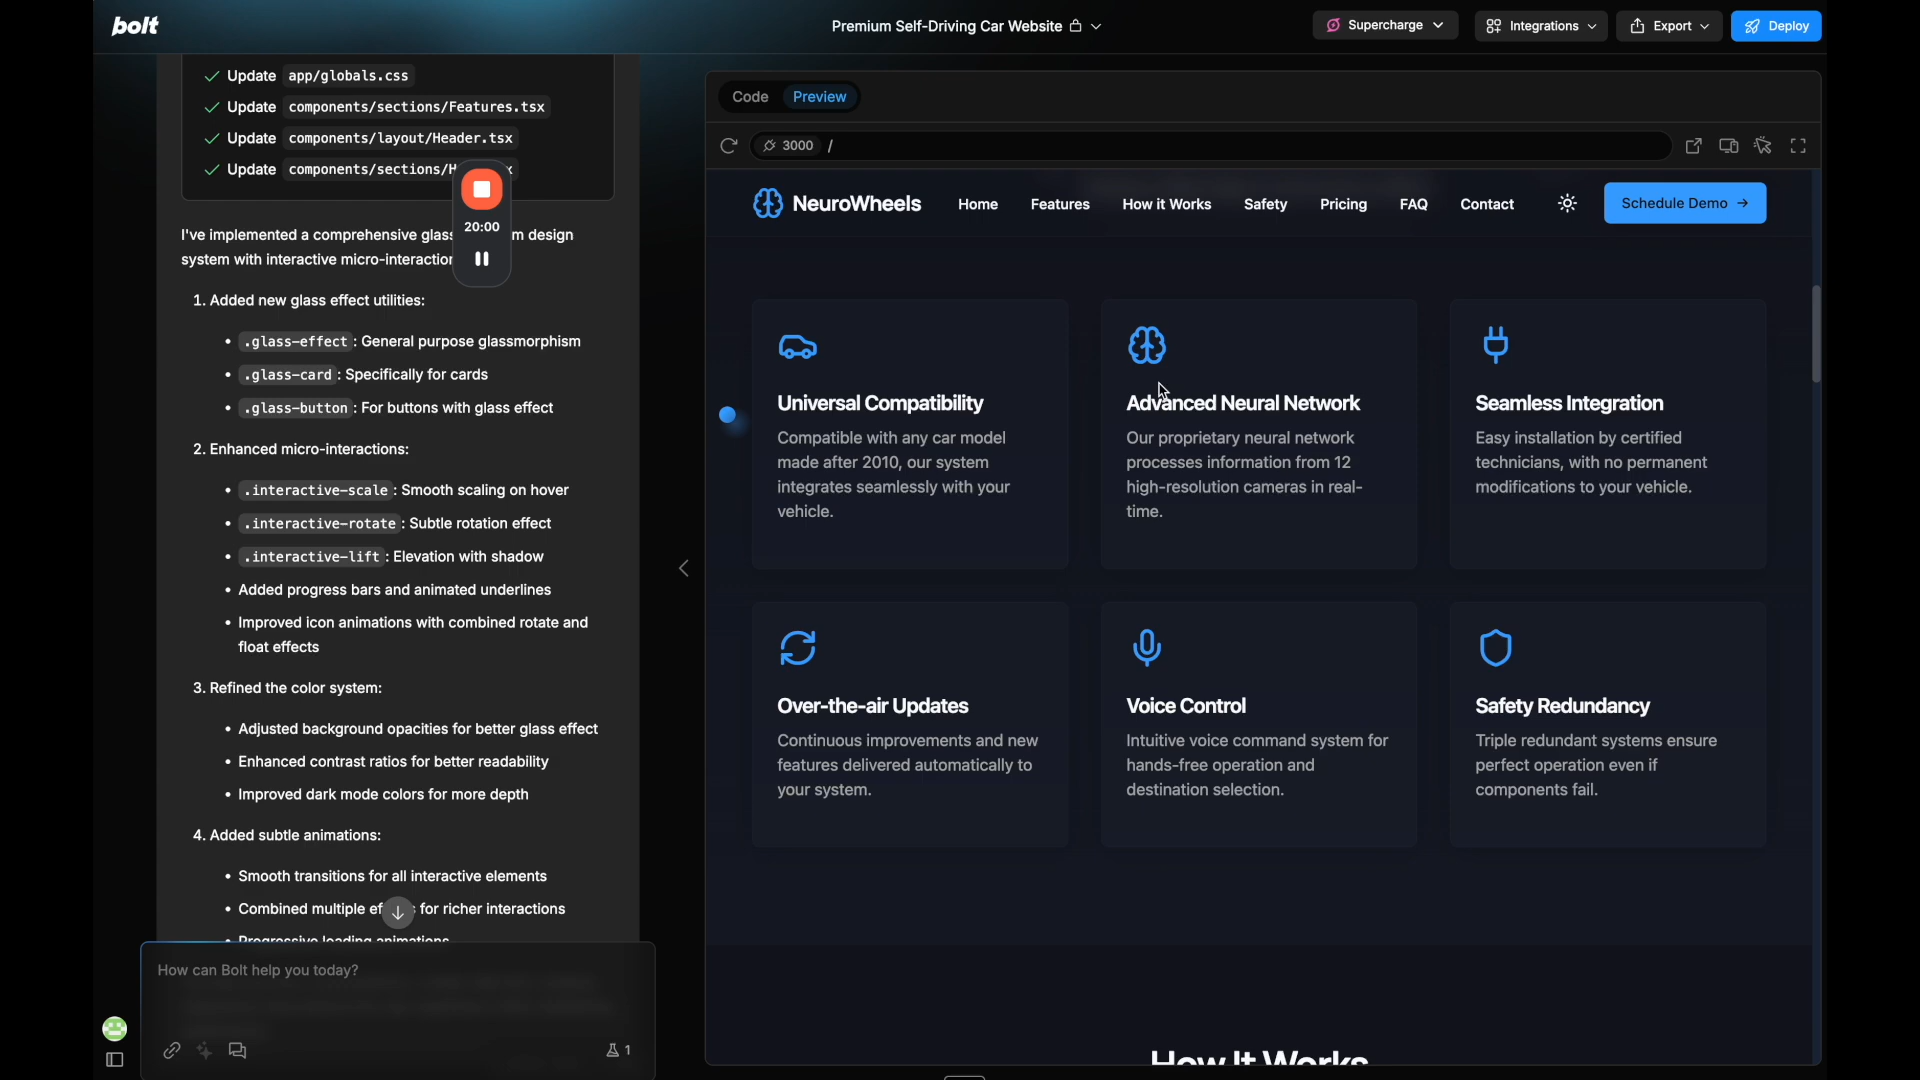 bolt
Premium Self-Driving Car Website
Supercharge
Integrations
Export
Deploy
Update app/globals.css
Update components/sections/Features.tsx
Update components/layout/Header.tsx
Update components/sections/H
20:00
I've implemented a comprehensive glas m design
system with interactive micro-interaction
1. Added new glass effect utilities:
• .glass-effect : General purpose glassmorphism
• .glass-card : Specifically for cards
• .glass-button : For buttons with glass effect
2. Enhanced micro-interactions:
• .interactive-scale : Smooth scaling on hover
• .interactive-rotate : Subtle rotation effect
• .interactive-lift : Elevation with shadow
• Added progress bars and animated underlines
• Improved icon animations with combined rotate and
float effects
3. Refined the color system:
• Adjusted background opacities for better glass effect
• Enhanced contrast ratios for better readability
• Improved dark mode colors for more depth
4. Added subtle animations:
• Smooth transitions for all interactive elements
• Combined multiple ef for richer interactions
• Progressive loading animations
How can Bolt help you today?
1
Code
Preview
3000 /
NeuroWheels
Home
Features
How it Works
Safety
Pricing
FAQ
Contact
Schedule Demo →
Universal Compatibility
Compatible with any car model
made after 2010, our system
integrates seamlessly with your
vehicle.
Advanced Neural Network
Our proprietary neural network
processes information from 12
high-resolution cameras in real-
time.
Seamless Integration
Easy installation by certified
technicians, with no permanent
modifications to your vehicle.
Over-the-air Updates
Continuous improvements and new
features delivered automatically to
your system.
Voice Control
Intuitive voice command system for
hands-free operation and
destination selection.
Safety Redundancy
Triple redundant systems ensure
perfect operation even if
components fail.
How It Works